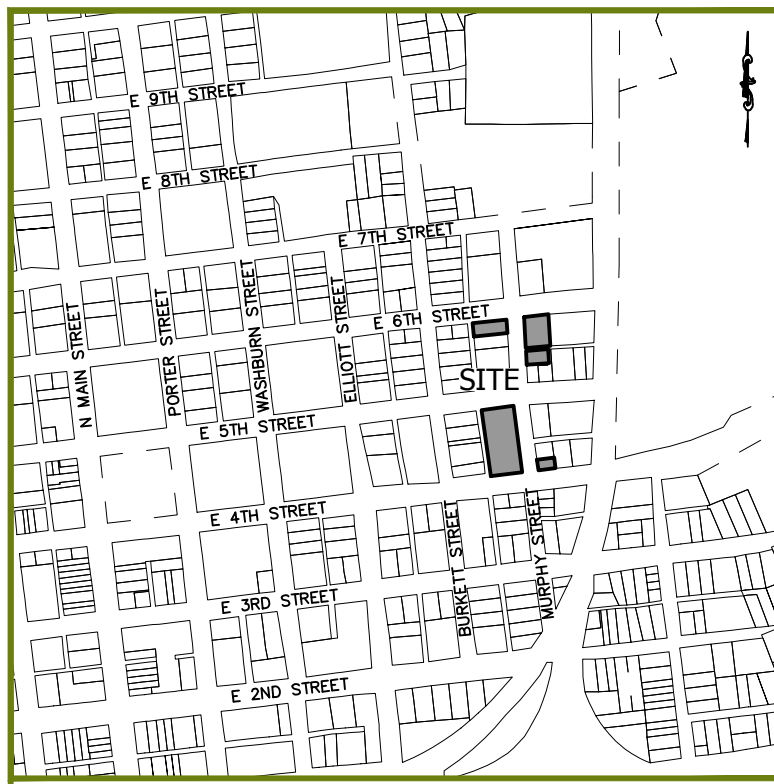 E 9TH STREET
E 8TH STREET
E 7TH STREET
E 6TH STREET
N MAIN STREET
PORTER STREET
WASHBURN STREET
ELLIOTT STREET
SITE
E 5TH STREET
E 4TH STREET
BURKETT STREET
MURPHY STREET
E 3RD STREET
E 2ND STREET